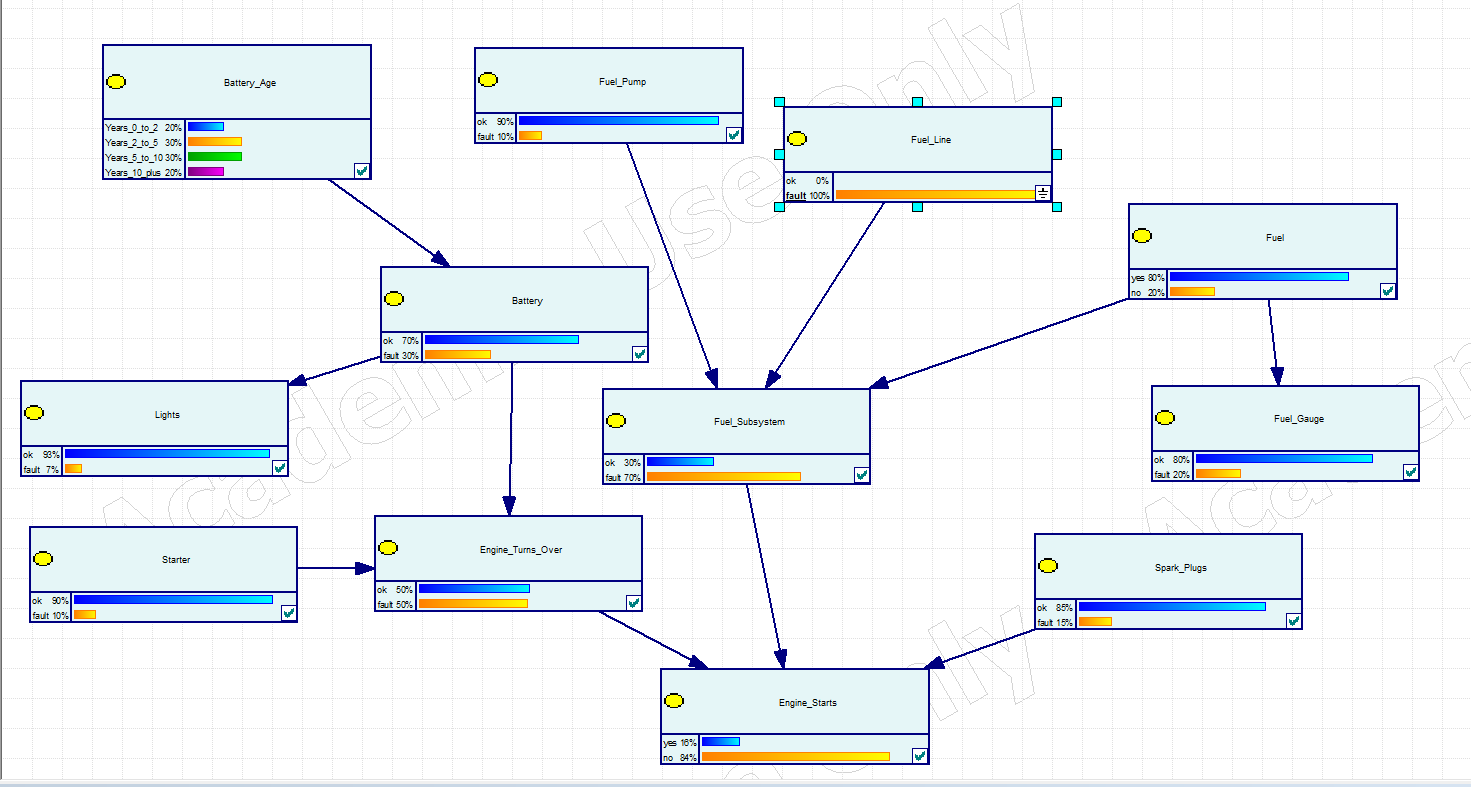 Battery_Age
Years_0_to_2 20%
Years_2_to_5 30%
Years_5_to_10 30%
Years_10_plus 20%
Fuel_Pump
ok 90%
fault 10%
Fuel_Line
ok 0%
fault 100%
Fuel
yes 80%
no 20%
Battery
ok 70%
fault 30%
Lights
ok 93%
fault 7%
Fuel_Subsystem
ok 30%
fault 70%
Fuel_Gauge
ok 80%
fault 20%
Starter
ok 90%
fault 10%
Engine_Turns_Over
ok 50%
fault 50%
Spark_Plugs
ok 85%
fault 15%
Engine_Starts
yes 16%
no 84%